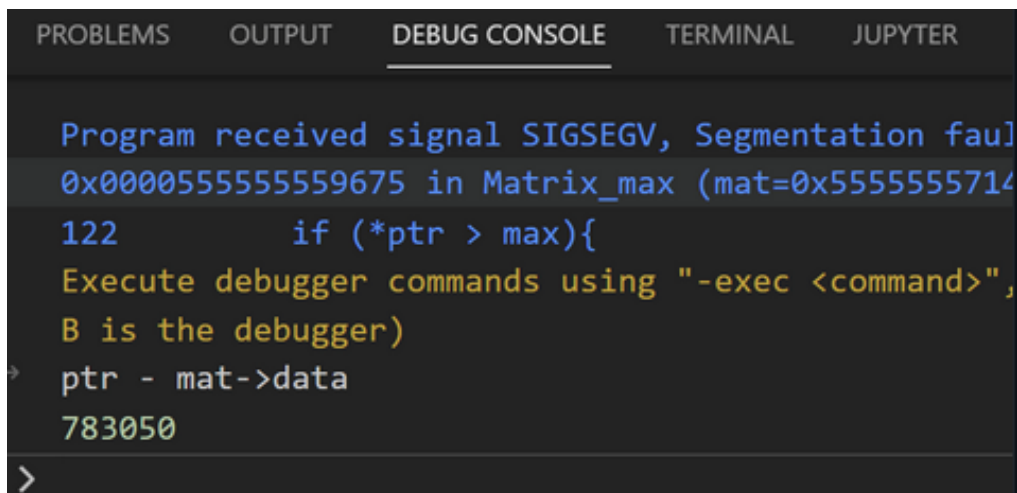 PROBLEMS OUTPUT DEBUG CONSOLE TERMINAL JUPYTER
Program received signal SIGSEGV, Segmentation faul
0x0000555555559675 in Matrix_max (mat=0x5555555714
122 if (*ptr > max){
Execute debugger commands using "-exec <command>",
B is the debugger)
ptr - mat->data
783050
>